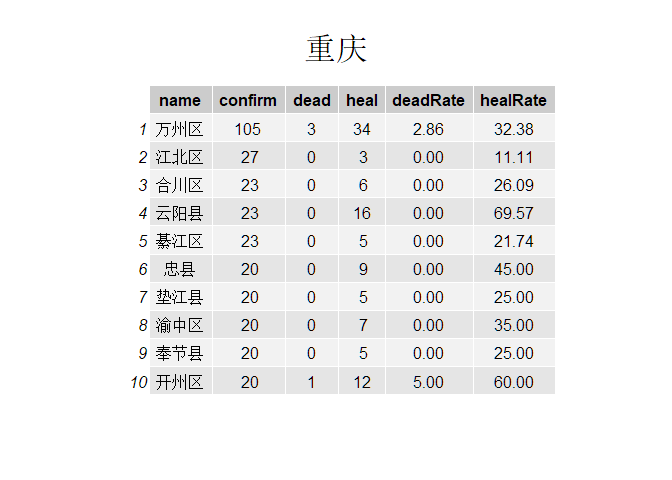 重庆
name confirm dead heal deadRate healRate
1 万州区 105 3 34 2.86 32.38
2 江北区 27 0 3 0.00 11.11
3 合川区 23 0 6 0.00 26.09
4 云阳县 23 0 16 0.00 69.57
5 綦江区 23 0 5 0.00 21.74
6 忠县 20 0 9 0.00 45.00
7 垫江县 20 0 5 0.00 25.00
8 渝中区 20 0 7 0.00 35.00
9 奉节县 20 0 5 0.00 25.00
10 开州区 20 1 12 5.00 60.00